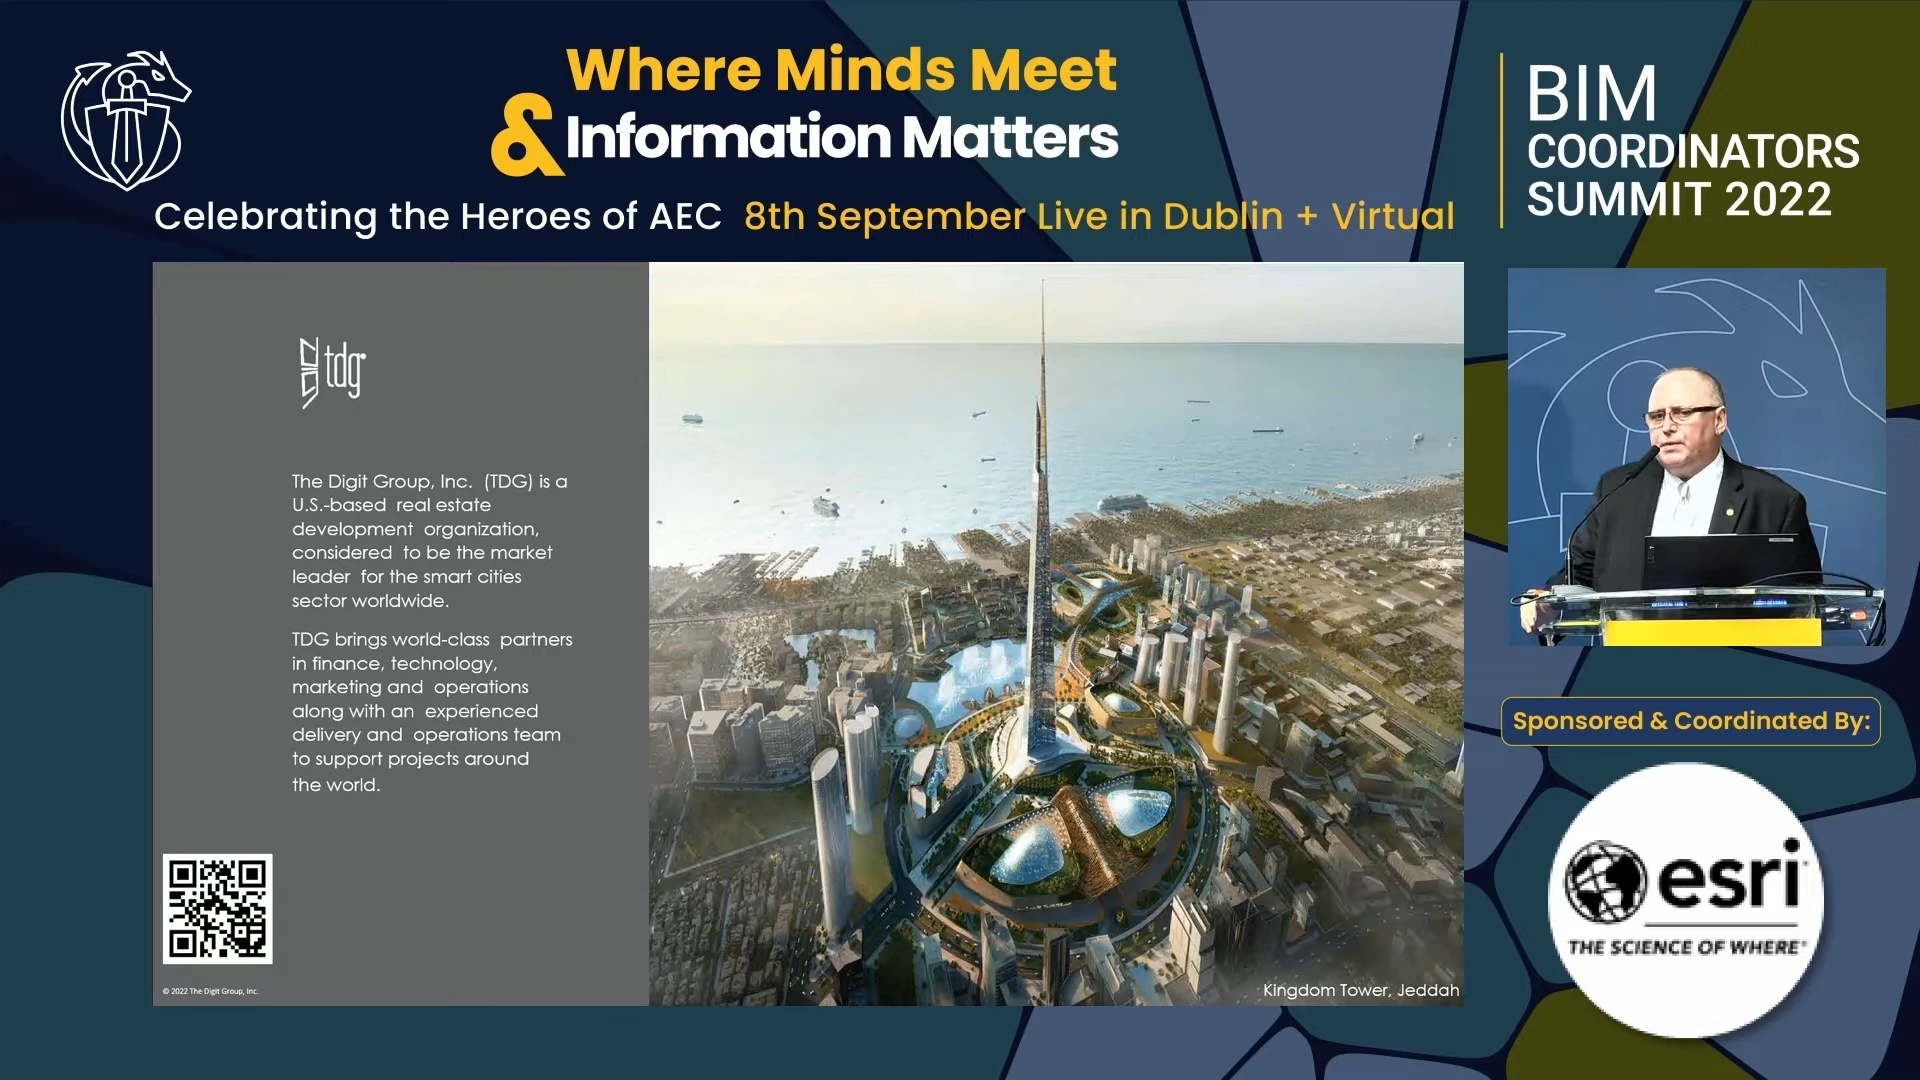 Where Minds Meet
& Information Matters
Celebrating the Heroes of AEC 8th September Live in Dublin + Virtual
BIM
COORDINATORS
SUMMIT 2022
tdg
The Digit Group, Inc. (TDG) is a
U.S.-based real estate
development organization,
considered to be the market
leader for the smart cities
sector worldwide.
TDG brings world-class partners
in finance, technology,
marketing and operations
along with an experienced
delivery and operations team
to support projects around
the world.
© 2022 The Digit Group, Inc.
Kingdom Tower, Jeddah
Sponsored & Coordinated By:
esri
THE SCIENCE OF WHERE®